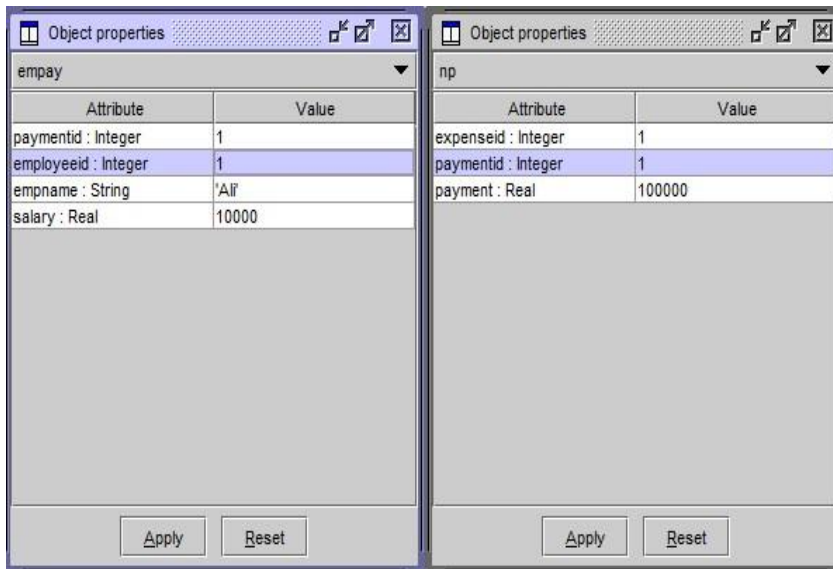 Object properties
empay
Attribute Value
paymentid : Integer 1
employeeid : Integer 1
empname : String 'Ali'
salary : Real 10000
Apply Reset
Object properties
np
Attribute Value
expenseid : Integer 1
paymentid : Integer 1
payment : Real 100000
Apply Reset